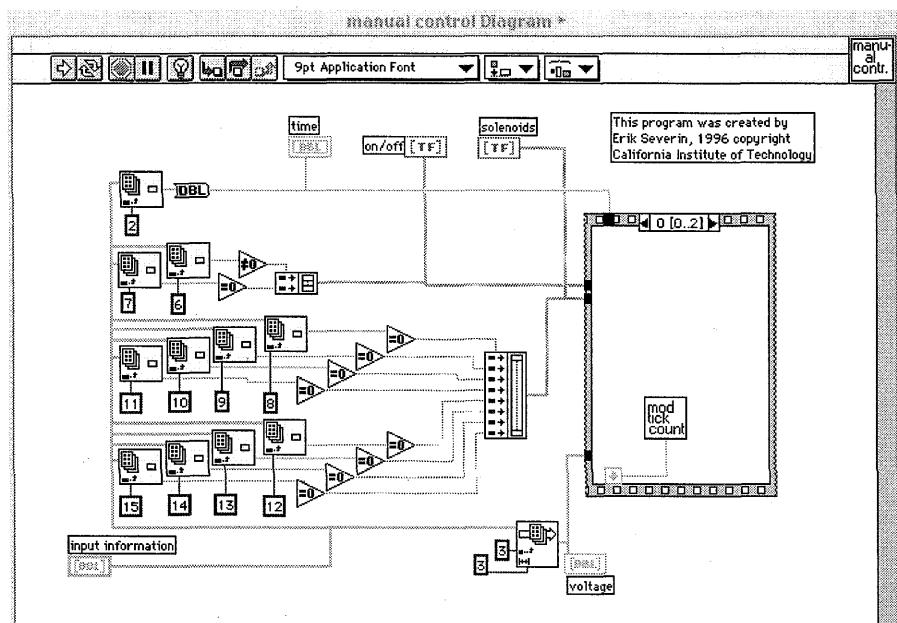 manual control Diagram *
manu-
al
contr.
9pt Application Font
time
[DBL]
on/off [TF]
solenoids
[TF]
This program was created by
Erik Severin, 1996 copyright
California Institute of Technology
DBL
2
0 [0..2]
7
6
≠0
=0
11
10
9
8
=0
=0
=0
=0
mod
tick
count
15
14
13
12
=0
=0
=0
=0
input information
[DBL]
3
3
[DBL]
voltage